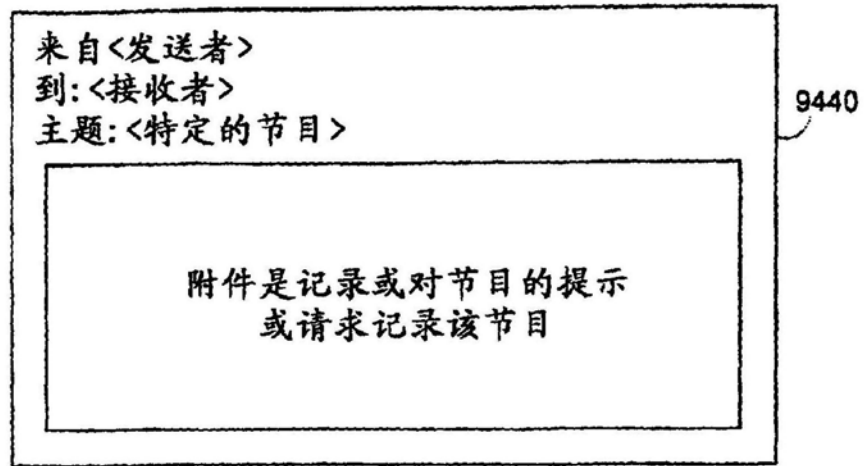 来自<发送者>
到:<接收者>
主题:<特定的节目>
9440
附件是记录或对节目的提示
或请求记录该节目